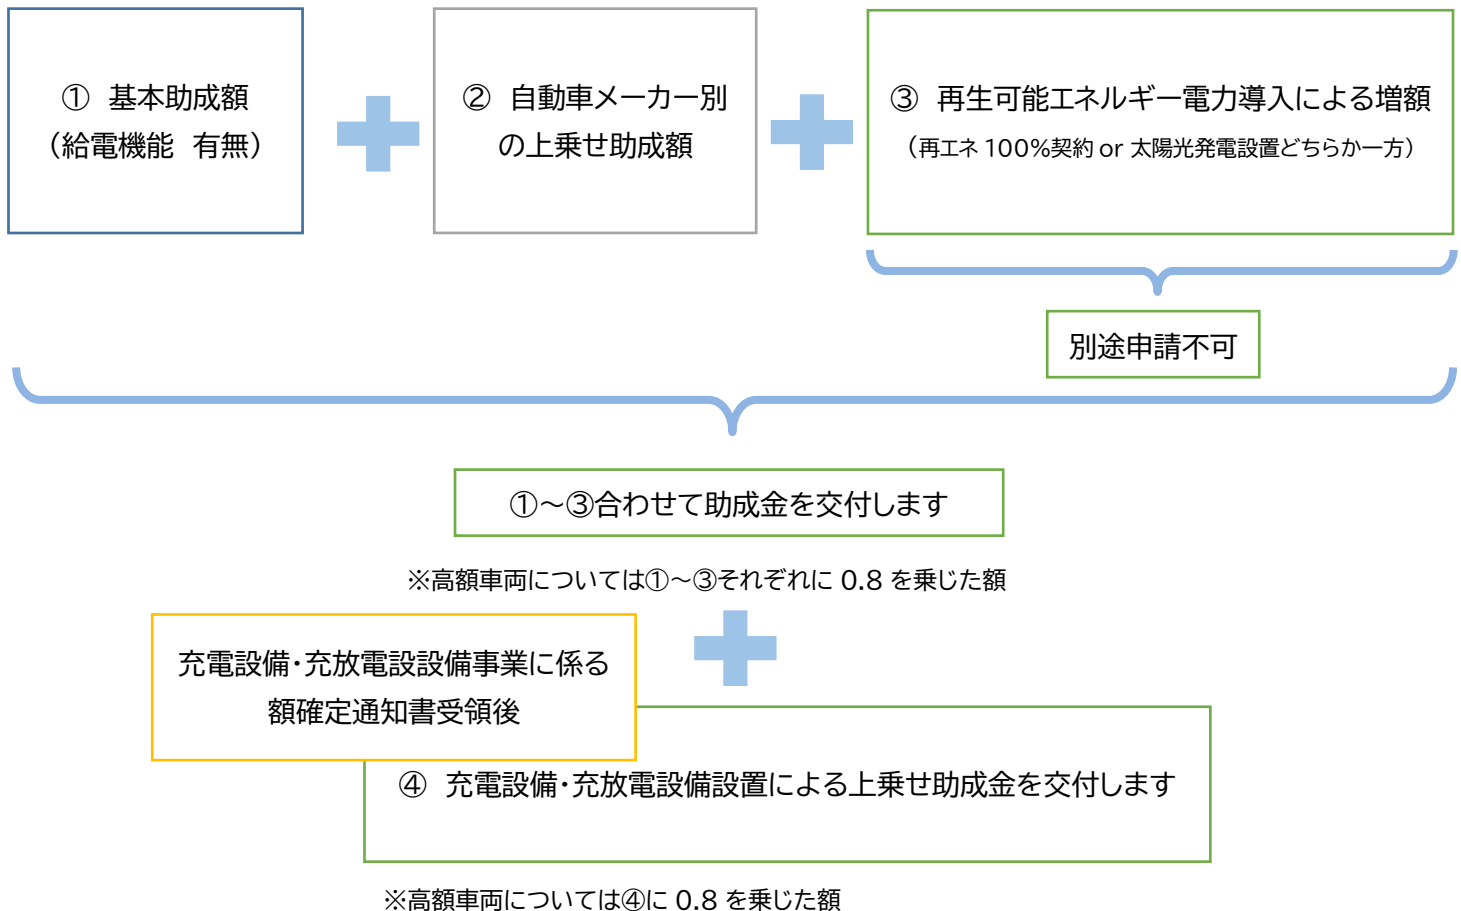 ① 基本助成額
（給電機能 有無）
② 自動車メーカー別
の上乗せ助成額
③ 再生可能エネルギー電力導入による増額
（再エネ 100％契約 or 太陽光発電設置どちらか一方）
別途申請不可
①～③合わせて助成金を交付します
※高額車両については①～③それぞれに 0.8 を乗じた額
充電設備・充放電設設備事業に係る
額確定通知書受領後
④ 充電設備・充放電設備設置による上乗せ助成金を交付します
※高額車両については④に 0.8 を乗じた額